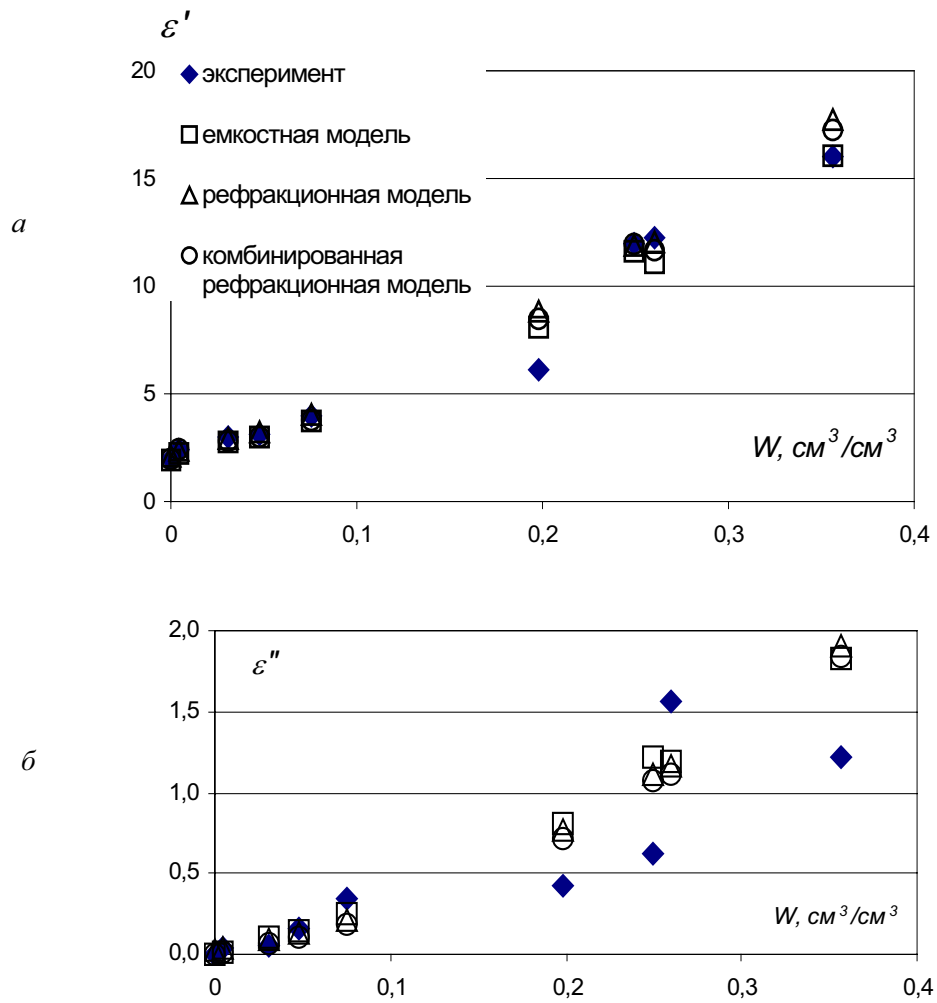 ε'
20
эксперимент
емкостная модель
15
рефракционная модель
а
комбинированная
рефракционная модель
10
5
W, см³/см³
0
0 0,1 0,2 0,3 0,4
2,0
ε"
1,5
б
1,0
0,5
W, см³/см³
0,0
0 0,1 0,2 0,3 0,4